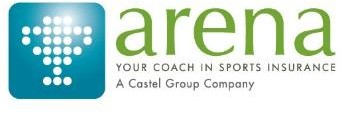 arena
YOUR COACH IN SPORTS INSURANCE
A Castel Group Company